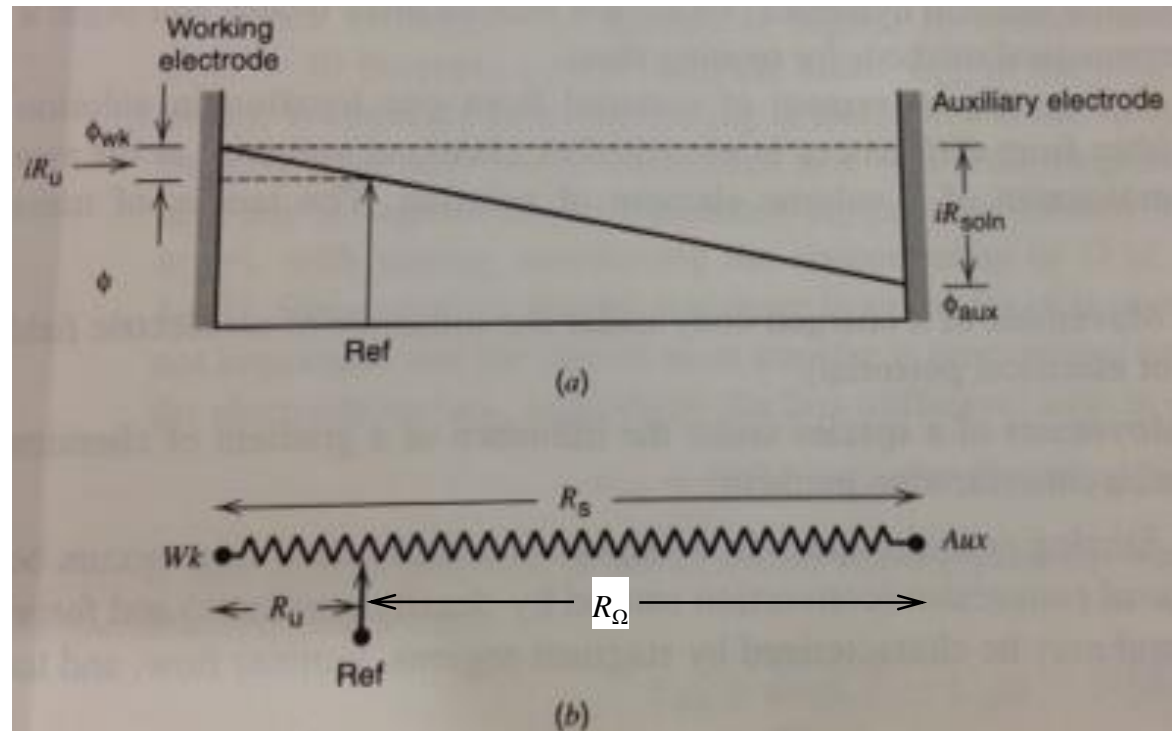 Working
electrode
Auxiliary electrode
ϕwk
iRu
iRsoln
ϕ
ϕaux
Ref
(a)
Rs
Wk
Aux
Ru
RΩ
Ref
(b)